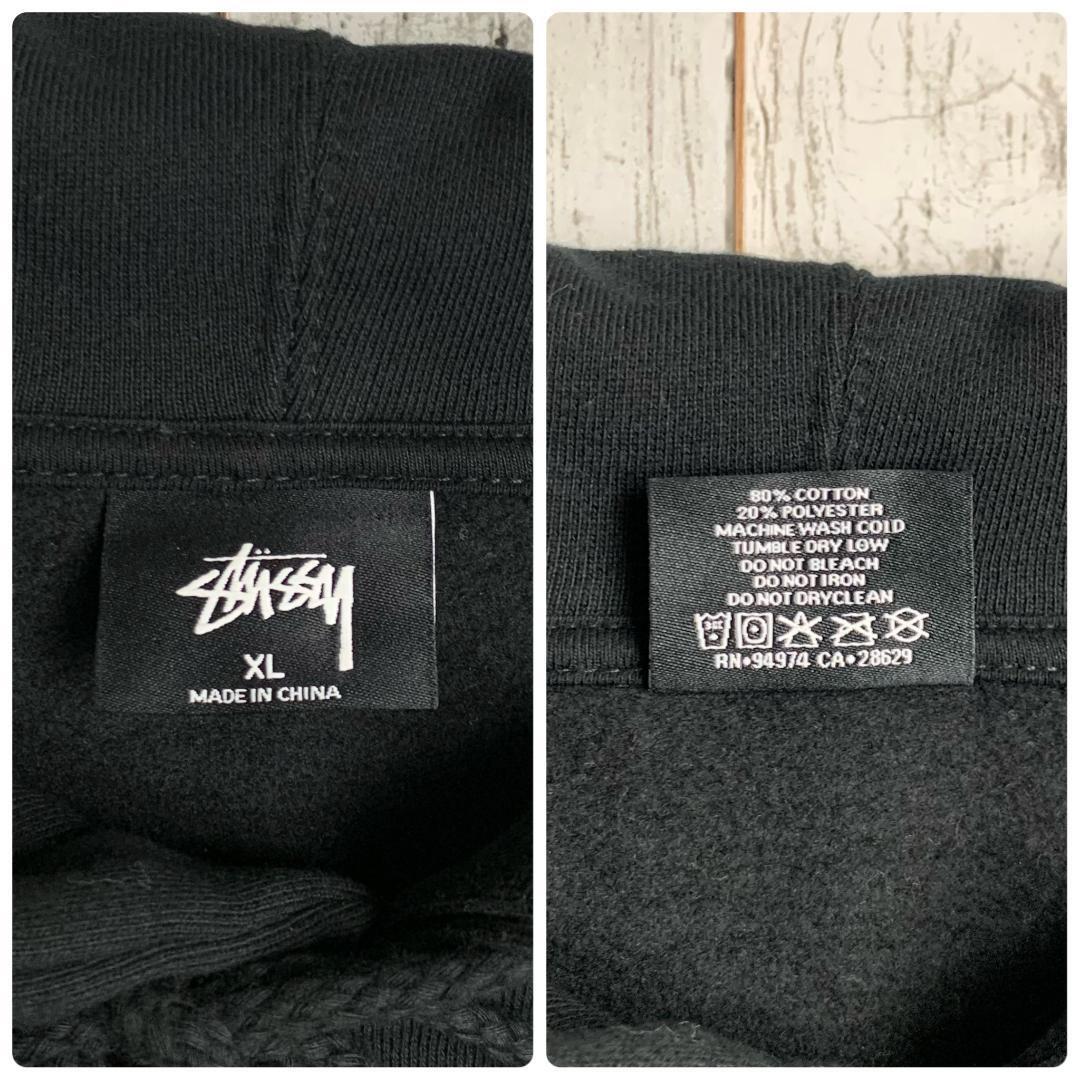 STÜSSY
XL
MADE IN CHINA
80% COTTON
20% POLYESTER
MACHINE WASH COLD
TUMBLE DRY LOW
DO NOT BLEACH
DO NOT IRON
DO NOT DRYCLEAN
RN•94974 CA•28629